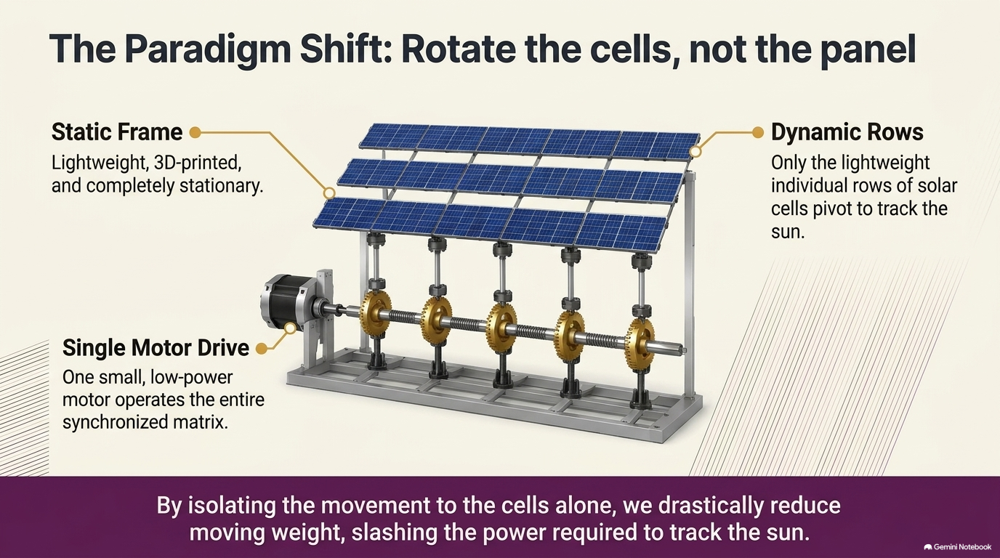 The Paradigm Shift: Rotate the cells, not the panel
Static Frame
Lightweight, 3D-printed,
and completely stationary.
Dynamic Rows
Only the lightweight
individual rows of solar
cells pivot to track the
sun.
Single Motor Drive
One small, low-power
motor operates the entire
synchronized matrix.
By isolating the movement to the cells alone, we drastically reduce
moving weight, slashing the power required to track the sun.
Gemini Notebook